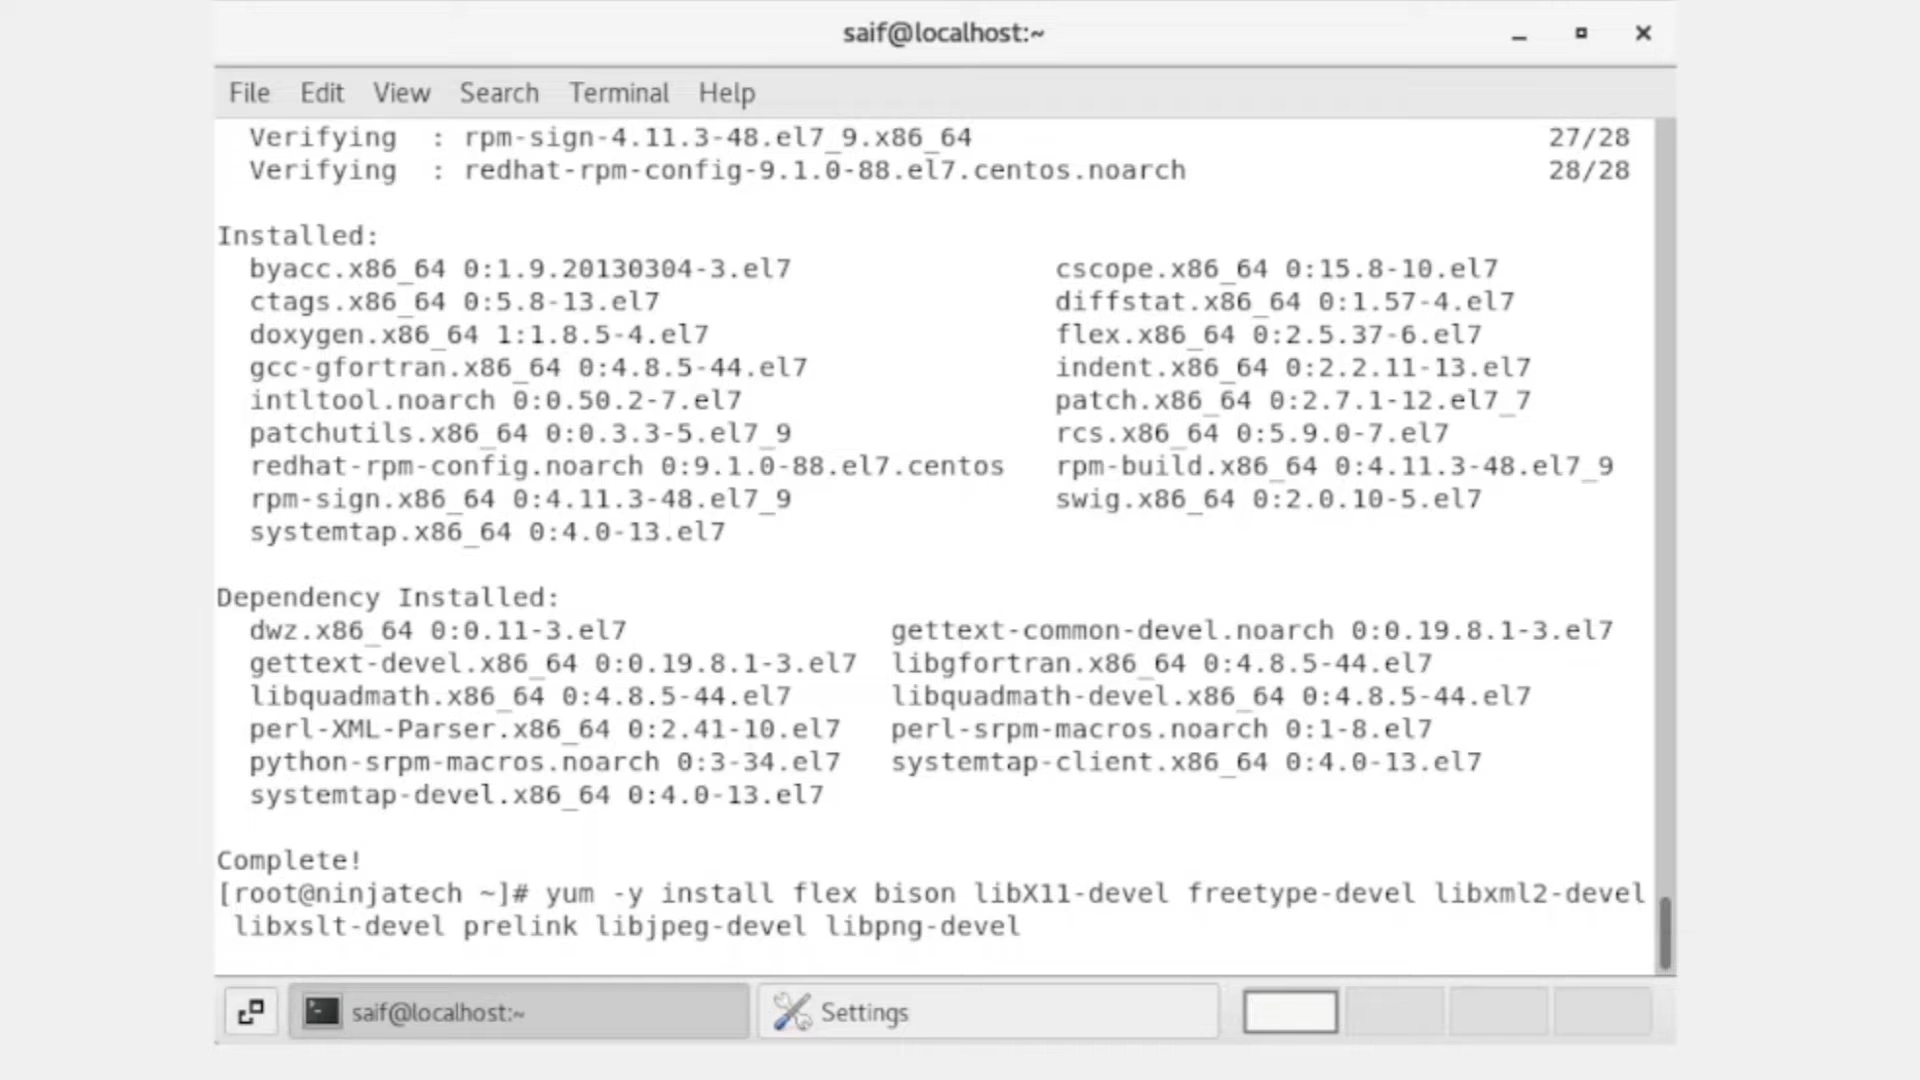 saif@localhost:~
File Edit View Search Terminal Help
Verifying : rpm-sign-4.11.3-48.el7_9.x86_64 27/28
Verifying : redhat-rpm-config-9.1.0-88.el7.centos.noarch 28/28
Installed:
byacc.x86_64 0:1.9.20130304-3.el7 cscope.x86_64 0:15.8-10.el7
ctags.x86_64 0:5.8-13.el7 diffstat.x86_64 0:1.57-4.el7
doxygen.x86_64 1:1.8.5-4.el7 flex.x86_64 0:2.5.37-6.el7
gcc-gfortran.x86_64 0:4.8.5-44.el7 indent.x86_64 0:2.2.11-13.el7
intltool.noarch 0:0.50.2-7.el7 patch.x86_64 0:2.7.1-12.el7_7
patchutils.x86_64 0:0.3.3-5.el7_9 rcs.x86_64 0:5.9.0-7.el7
redhat-rpm-config.noarch 0:9.1.0-88.el7.centos rpm-build.x86_64 0:4.11.3-48.el7_9
rpm-sign.x86_64 0:4.11.3-48.el7_9 swig.x86_64 0:2.0.10-5.el7
systemtap.x86_64 0:4.0-13.el7
Dependency Installed:
dwz.x86_64 0:0.11-3.el7 gettext-common-devel.noarch 0:0.19.8.1-3.el7
gettext-devel.x86_64 0:0.19.8.1-3.el7 libgfortran.x86_64 0:4.8.5-44.el7
libquadmath.x86_64 0:4.8.5-44.el7 libquadmath-devel.x86_64 0:4.8.5-44.el7
perl-XML-Parser.x86_64 0:2.41-10.el7 perl-srpm-macros.noarch 0:1-8.el7
python-srpm-macros.noarch 0:3-34.el7 systemtap-client.x86_64 0:4.0-13.el7
systemtap-devel.x86_64 0:4.0-13.el7
Complete!
[root@ninjatech ~]# yum -y install flex bison libX11-devel freetype-devel libxml2-devel
libxslt-devel prelink libjpeg-devel libpng-devel
saif@localhost:~ Settings